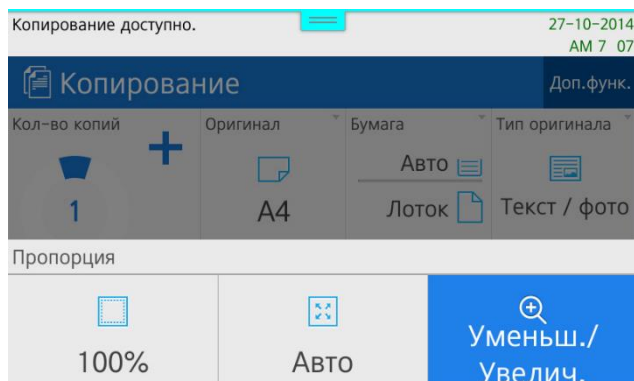 Копирование доступно.
27-10-2014
AM 7 07
Копирование
Доп.функ.
Кол-во копий
1
Оригинал
A4
Бумага
Авто
Лоток
Тип оригинала
Текст / фото
Пропорция
100%
Авто
Уменьш./
Увелич.